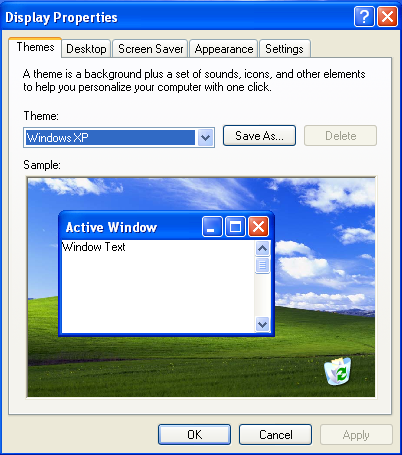 Display Properties
Themes Desktop Screen Saver Appearance Settings
A theme is a background plus a set of sounds, icons, and other elements
to help you personalize your computer with one click.
Theme:
Windows XP Save As... Delete
Sample:
Active Window
Window Text
OK Cancel Apply